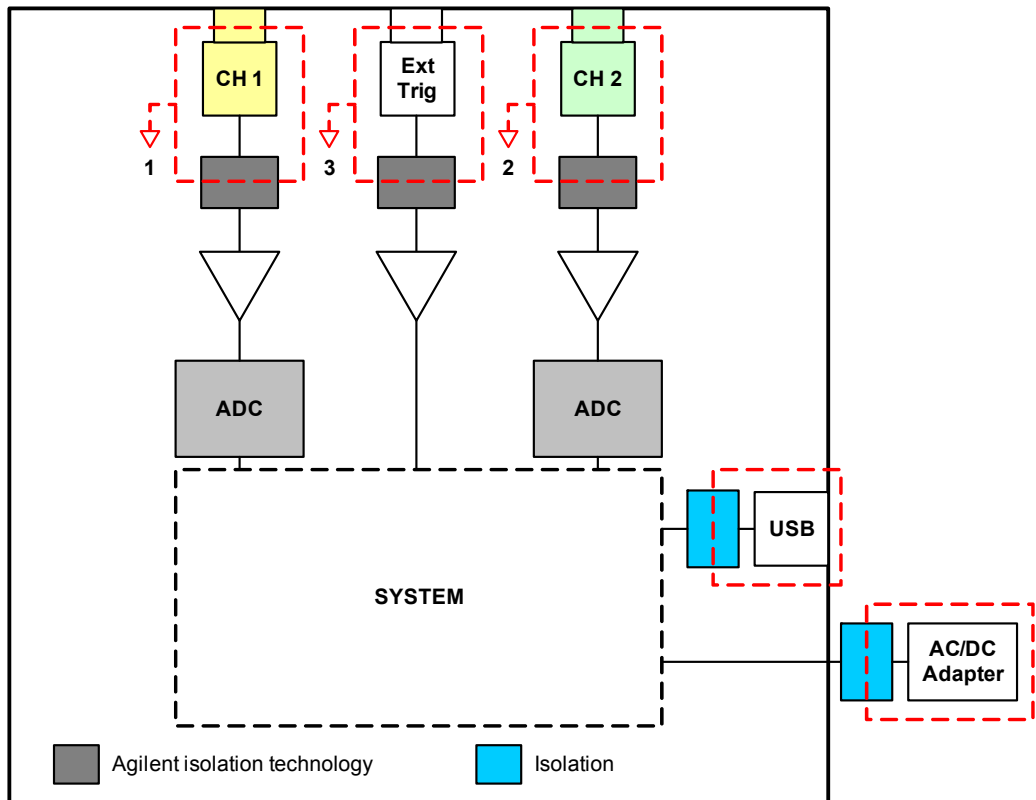 CH 1
Ext
Trig
CH 2
1
3
2
ADC
ADC
USB
SYSTEM
AC/DC
Adapter
Agilent isolation technology
Isolation